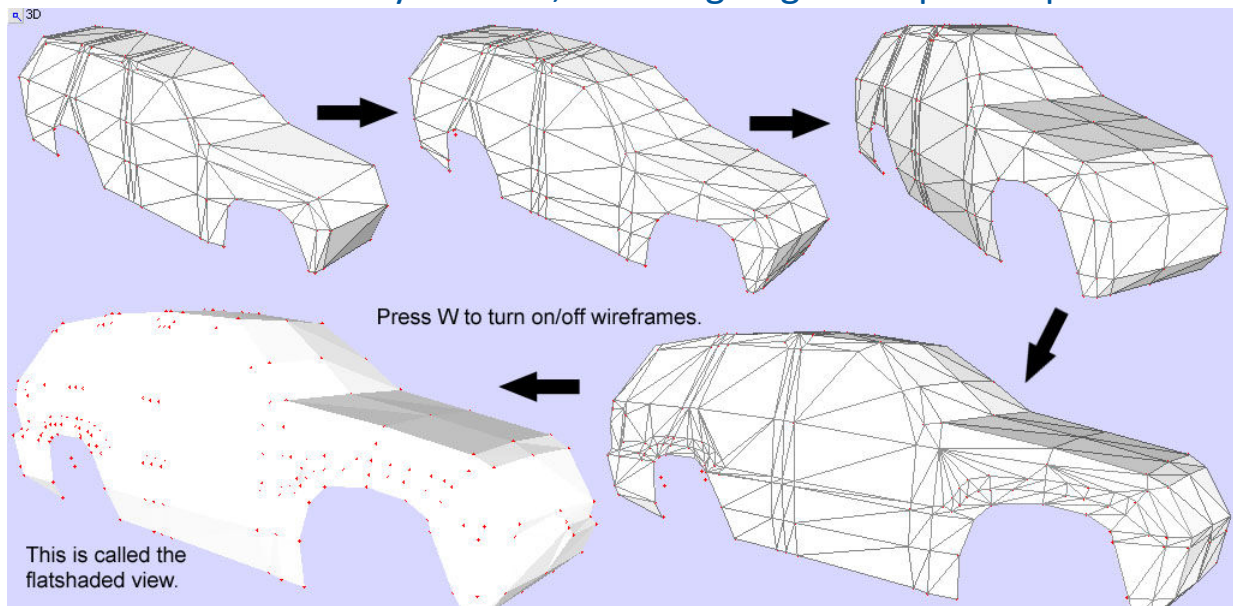 3D
Press W to turn on/off wireframes.
This is called the
flatshaded view.